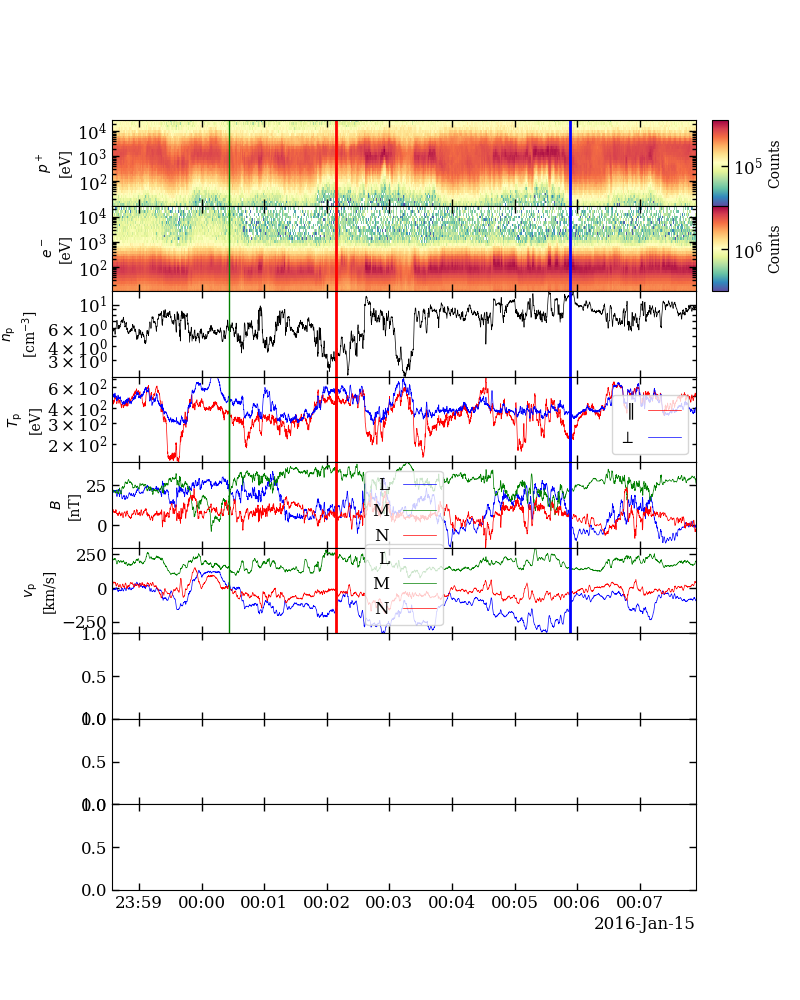 10⁴
10³
10²
p⁺
[eV]
10⁵
Counts
10⁴
10³
10²
e⁻
[eV]
10⁶
Counts
10¹
6 × 10⁰
4 × 10⁰
3 × 10⁰
nₚ
[cm⁻³]
6 × 10²
4 × 10²
3 × 10²
2 × 10²
Tₚ
[eV]
∥
⊥
25
0
B
[nT]
L
M
N
250
0
−250
vₚ
[km/s]
L
M
N
1.0
0.5
0.0
1.0
0.5
0.0
1.0
0.5
0.0
23:59 00:00 00:01 00:02 00:03 00:04 00:05 00:06 00:07
2016-Jan-15